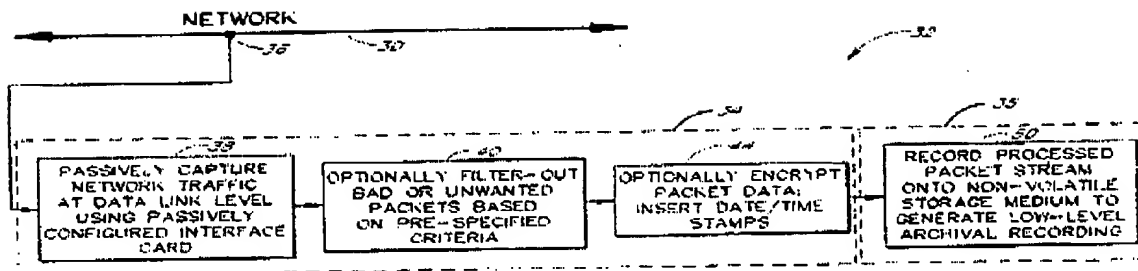 NETWORK
36
30
32
34
35
38
PASSIVELY CAPTURE
NETWORK TRAFFIC
AT DATA LINK LEVEL
USING PASSIVELY
CONFIGURED INTERFACE
CARD
40
OPTIONALLY FILTER-OUT
BAD OR UNWANTED
PACKETS BASED
ON PRE-SPECIFIED
CRITERIA
44
OPTIONALLY ENCRYPT
PACKET DATA;
INSERT DATE/TIME
STAMPS
50
RECORD PROCESSED
PACKET STREAM
ONTO NON-VOLATILE
STORAGE MEDIUM TO
GENERATE LOW-LEVEL
ARCHIVAL RECORDING